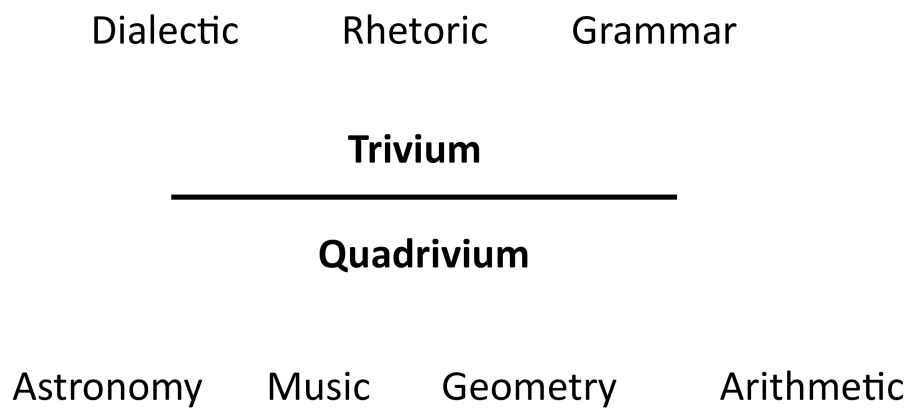 Dialectic Rhetoric Grammar
Trivium
Quadrivium
Astronomy Music Geometry Arithmetic